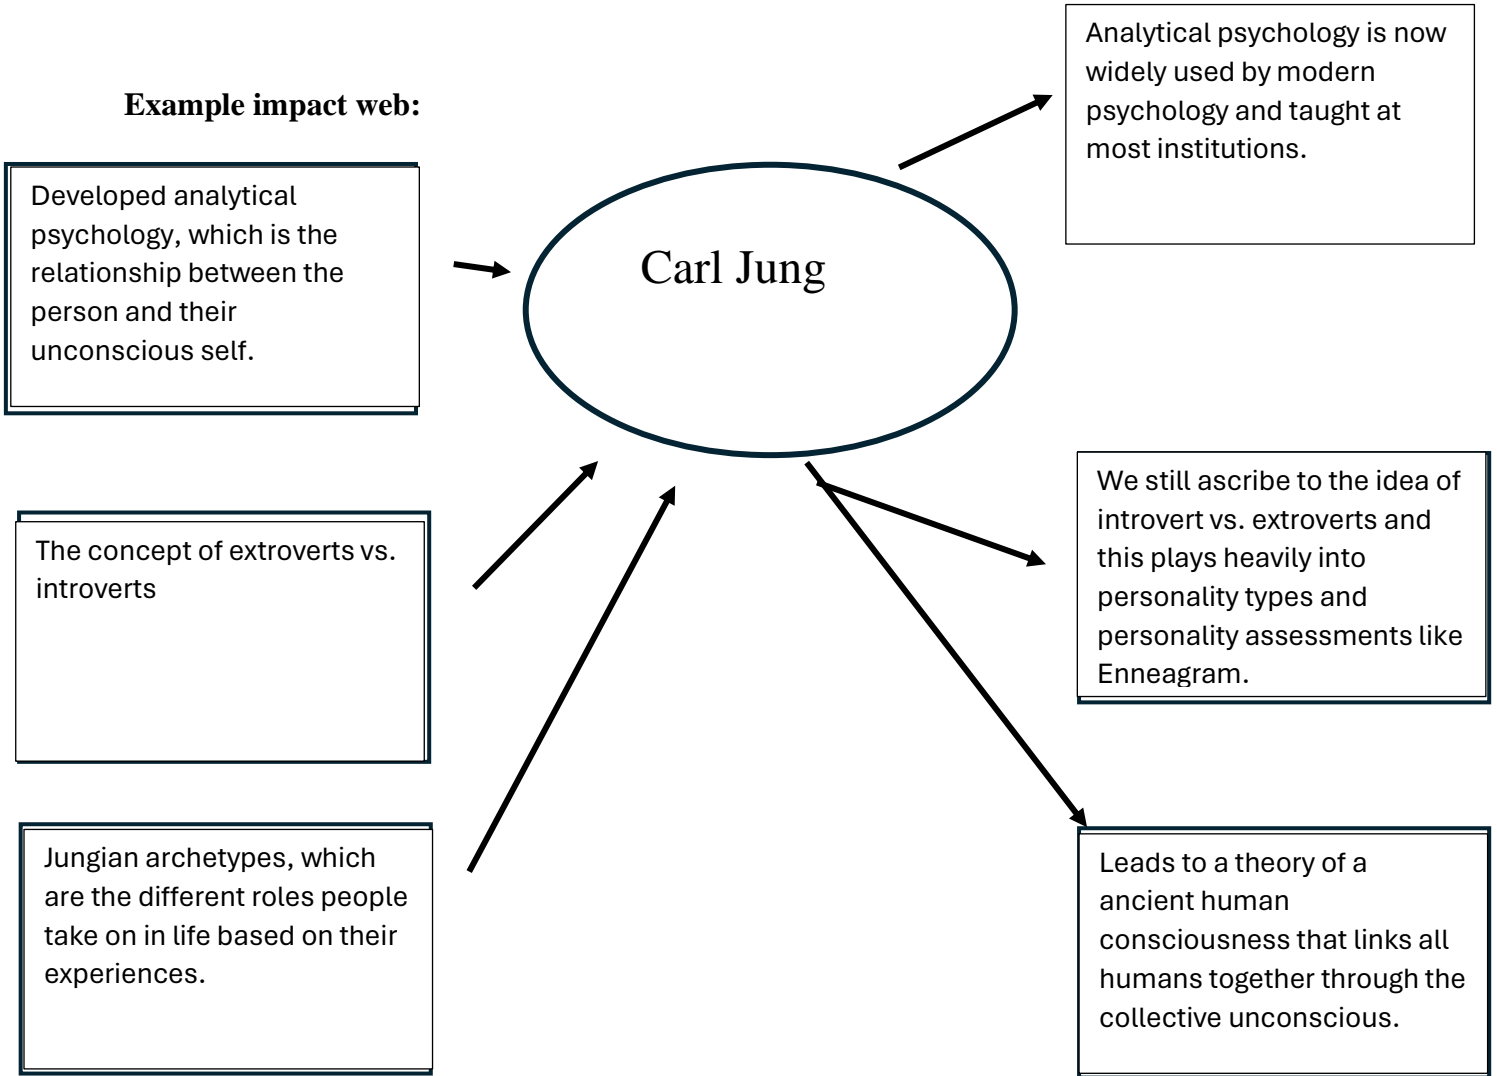 Example impact web:
Developed analytical
psychology, which is the
relationship between the
person and their
unconscious self.
The concept of extroverts vs.
introverts
Jungian archetypes, which
are the different roles people
take on in life based on their
experiences.
Carl Jung
Analytical psychology is now
widely used by modern
psychology and taught at
most institutions.
We still ascribe to the idea of
introvert vs. extroverts and
this plays heavily into
personality types and
personality assessments like
Enneagram.
Leads to a theory of a
ancient human
consciousness that links all
humans together through the
collective unconscious.